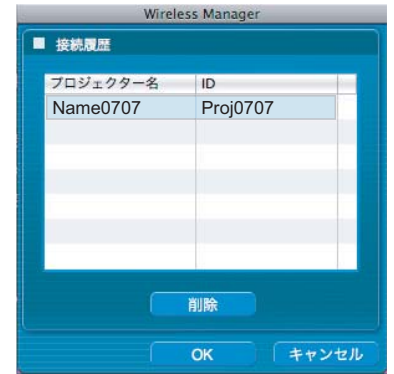 Wireless Manager
接続履歴
プロジェクター名 ID
Name0707 Proj0707
削除
OK キャンセル